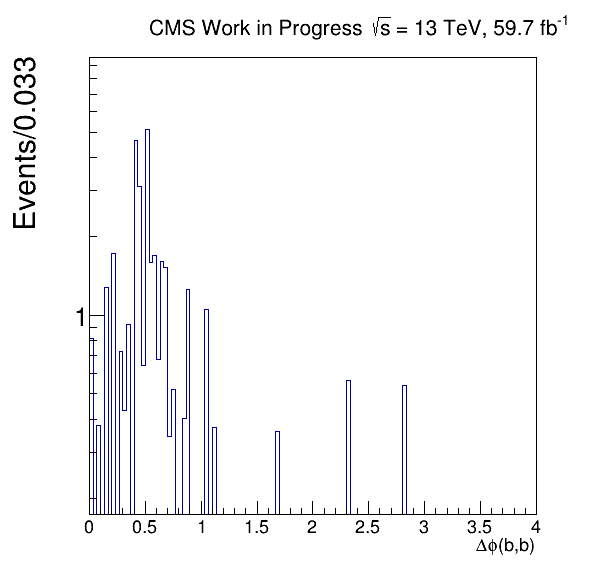 CMS Work in Progress √s = 13 TeV, 59.7 fb⁻¹
Events/0.033
1
0 0.5 1 1.5 2 2.5 3 3.5 4
Δϕ(b,b)